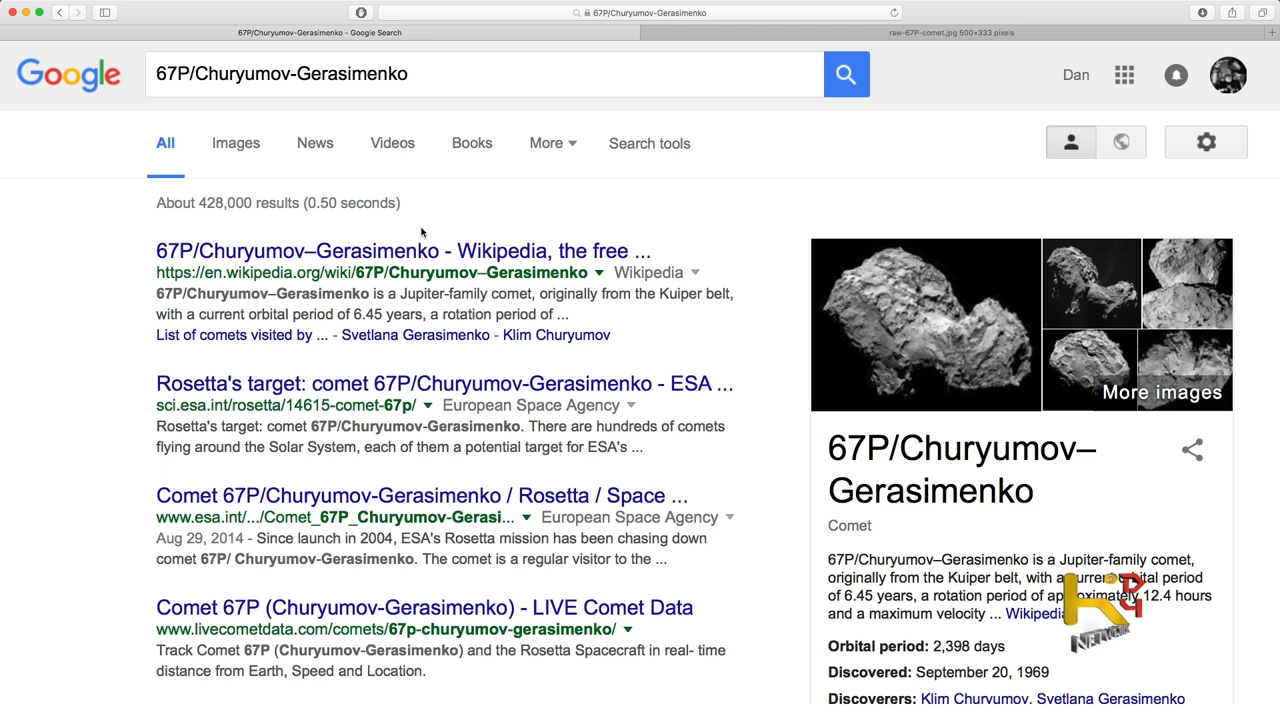 67P/Churyumov-Gerasimenko
67P/Churyumov-Gerasimenko - Google Search
raw-67P-comet.jpg 500×333 pixels
Google
67P/Churyumov-Gerasimenko
Dan
All Images News Videos Books More Search tools
About 428,000 results (0.50 seconds)
67P/Churyumov–Gerasimenko - Wikipedia, the free ...
https://en.wikipedia.org/wiki/67P/Churyumov–Gerasimenko Wikipedia
67P/Churyumov–Gerasimenko is a Jupiter-family comet, originally from the Kuiper belt,
with a current orbital period of 6.45 years, a rotation period of ...
List of comets visited by ... - Svetlana Gerasimenko - Klim Churyumov
Rosetta's target: comet 67P/Churyumov-Gerasimenko - ESA ...
sci.esa.int/rosetta/14615-comet-67p/ European Space Agency
Rosetta's target: comet 67P/Churyumov-Gerasimenko. There are hundreds of comets
flying around the Solar System, each of them a potential target for ESA's ...
Comet 67P/Churyumov-Gerasimenko / Rosetta / Space ...
www.esa.int/.../Comet_67P_Churyumov-Gerasi... European Space Agency
Aug 29, 2014 - Since launch in 2004, ESA's Rosetta mission has been chasing down
comet 67P/ Churyumov-Gerasimenko. The comet is a regular visitor to the ...
Comet 67P (Churyumov-Gerasimenko) - LIVE Comet Data
www.livecometdata.com/comets/67p-churyumov-gerasimenko/
Track Comet 67P (Churyumov-Gerasimenko) and the Rosetta Spacecraft in real- time
distance from Earth, Speed and Location.
More images
67P/Churyumov–
Gerasimenko
Comet
67P/Churyumov–Gerasimenko is a Jupiter-family comet,
originally from the Kuiper belt, with a current orbital period
of 6.45 years, a rotation period of approximately 12.4 hours
and a maximum velocity ... Wikipedia
NETWORK
Orbital period: 2,398 days
Discovered: September 20, 1969
Discoverers: Klim Churyumov, Svetlana Gerasimenko